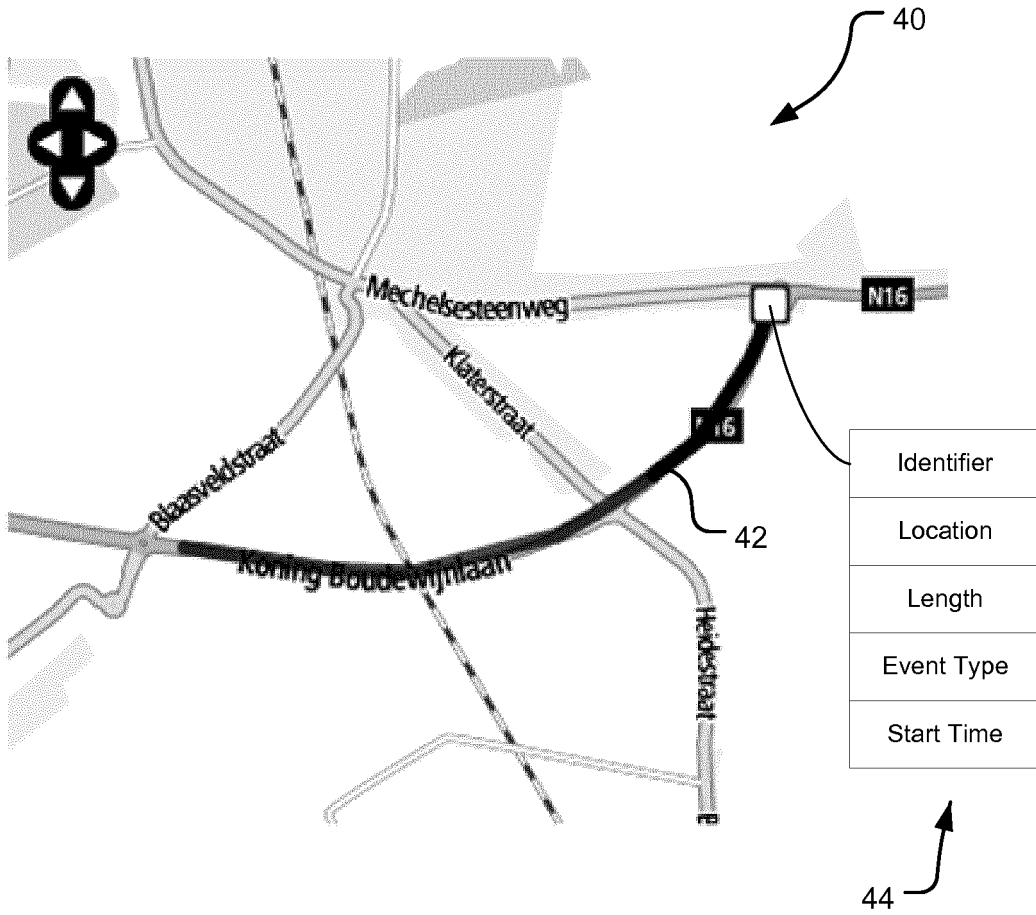 40
Mechelsesteenweg
N16
Klaterstraat
Identifier
Blaasveldstraat
Location
42
Koning Boudewijnlaan
Length
Heidestraat
Event Type
Start Time
44